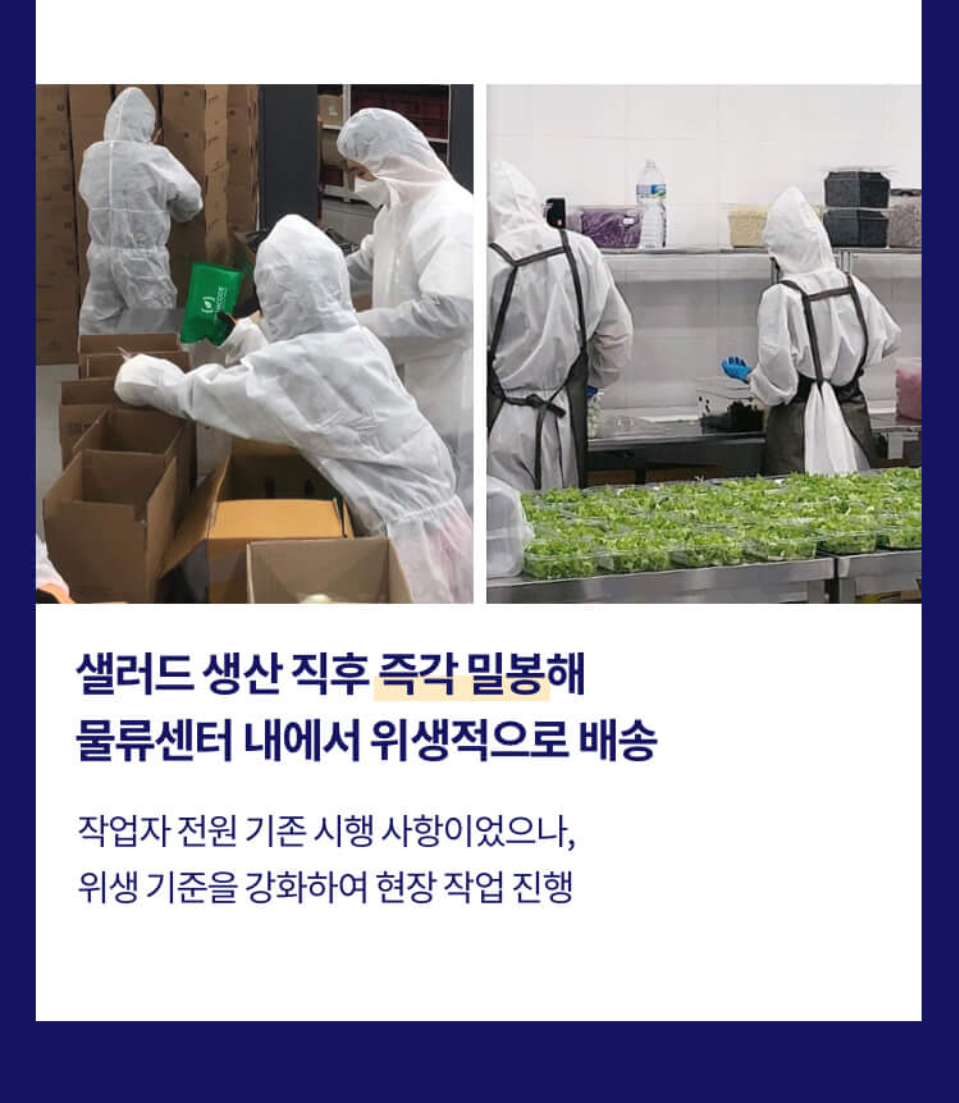 샐러드 생산 직후 즉각 밀봉해
물류센터 내에서 위생적으로 배송
작업자 전원 기존 시행 사항이었으나,
위생 기준을 강화하여 현장 작업 진행